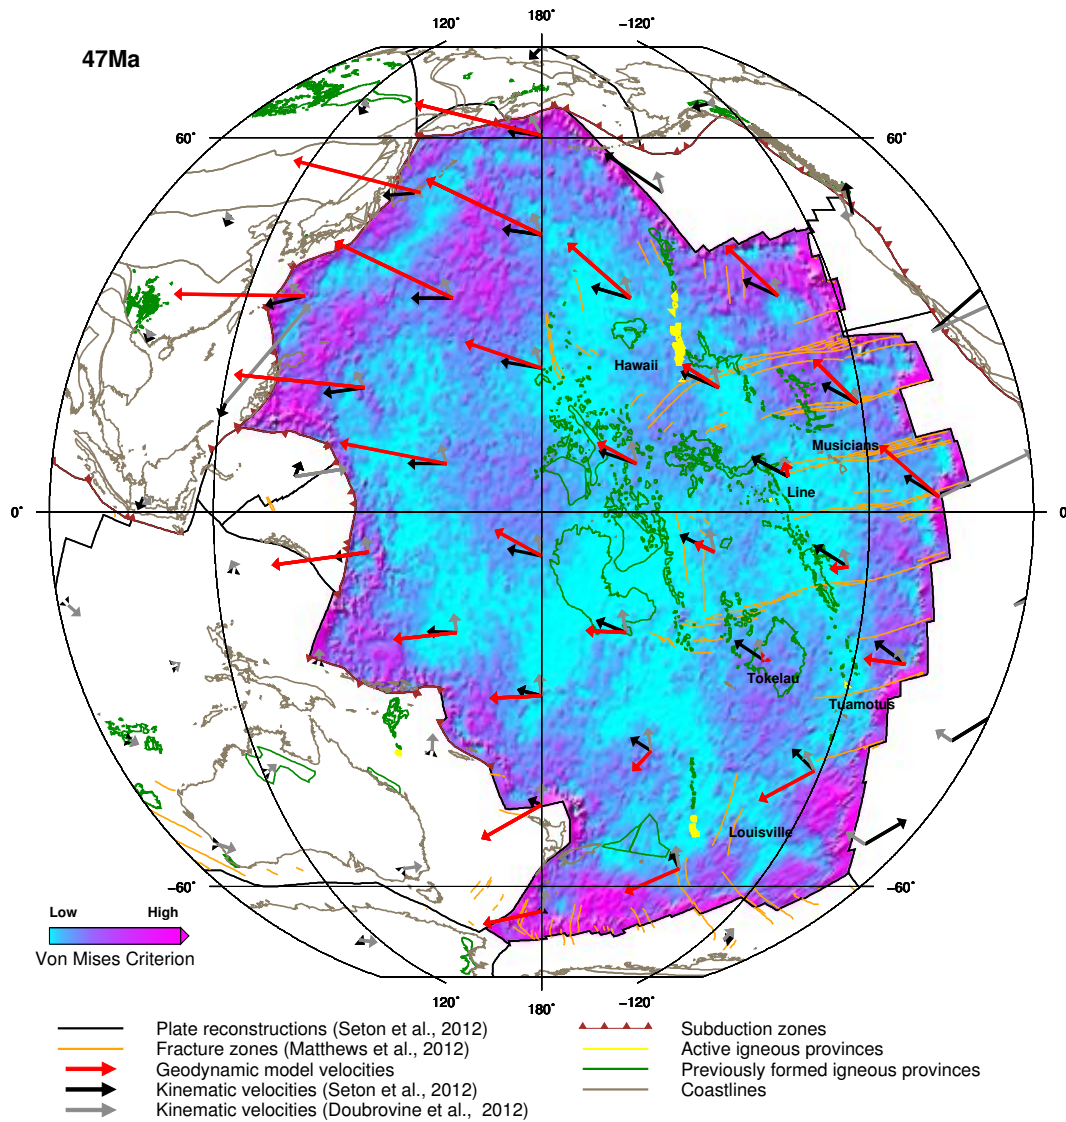 180°
120°
−120°
47Ma
60°
60°
Hawaii
Musicians
Line
0°
0
Tokelau
Tuamotus
Louisville
−60°
−60°
Low
High
Von Mises Criterion
120°
180°
−120°
Plate reconstructions (Seton et al., 2012)
Fracture zones (Matthews et al., 2012)
Geodynamic model velocities
Kinematic velocities (Seton et al., 2012)
Kinematic velocities (Doubrovine et al., 2012)
Subduction zones
Active igneous provinces
Previously formed igneous provinces
Coastlines